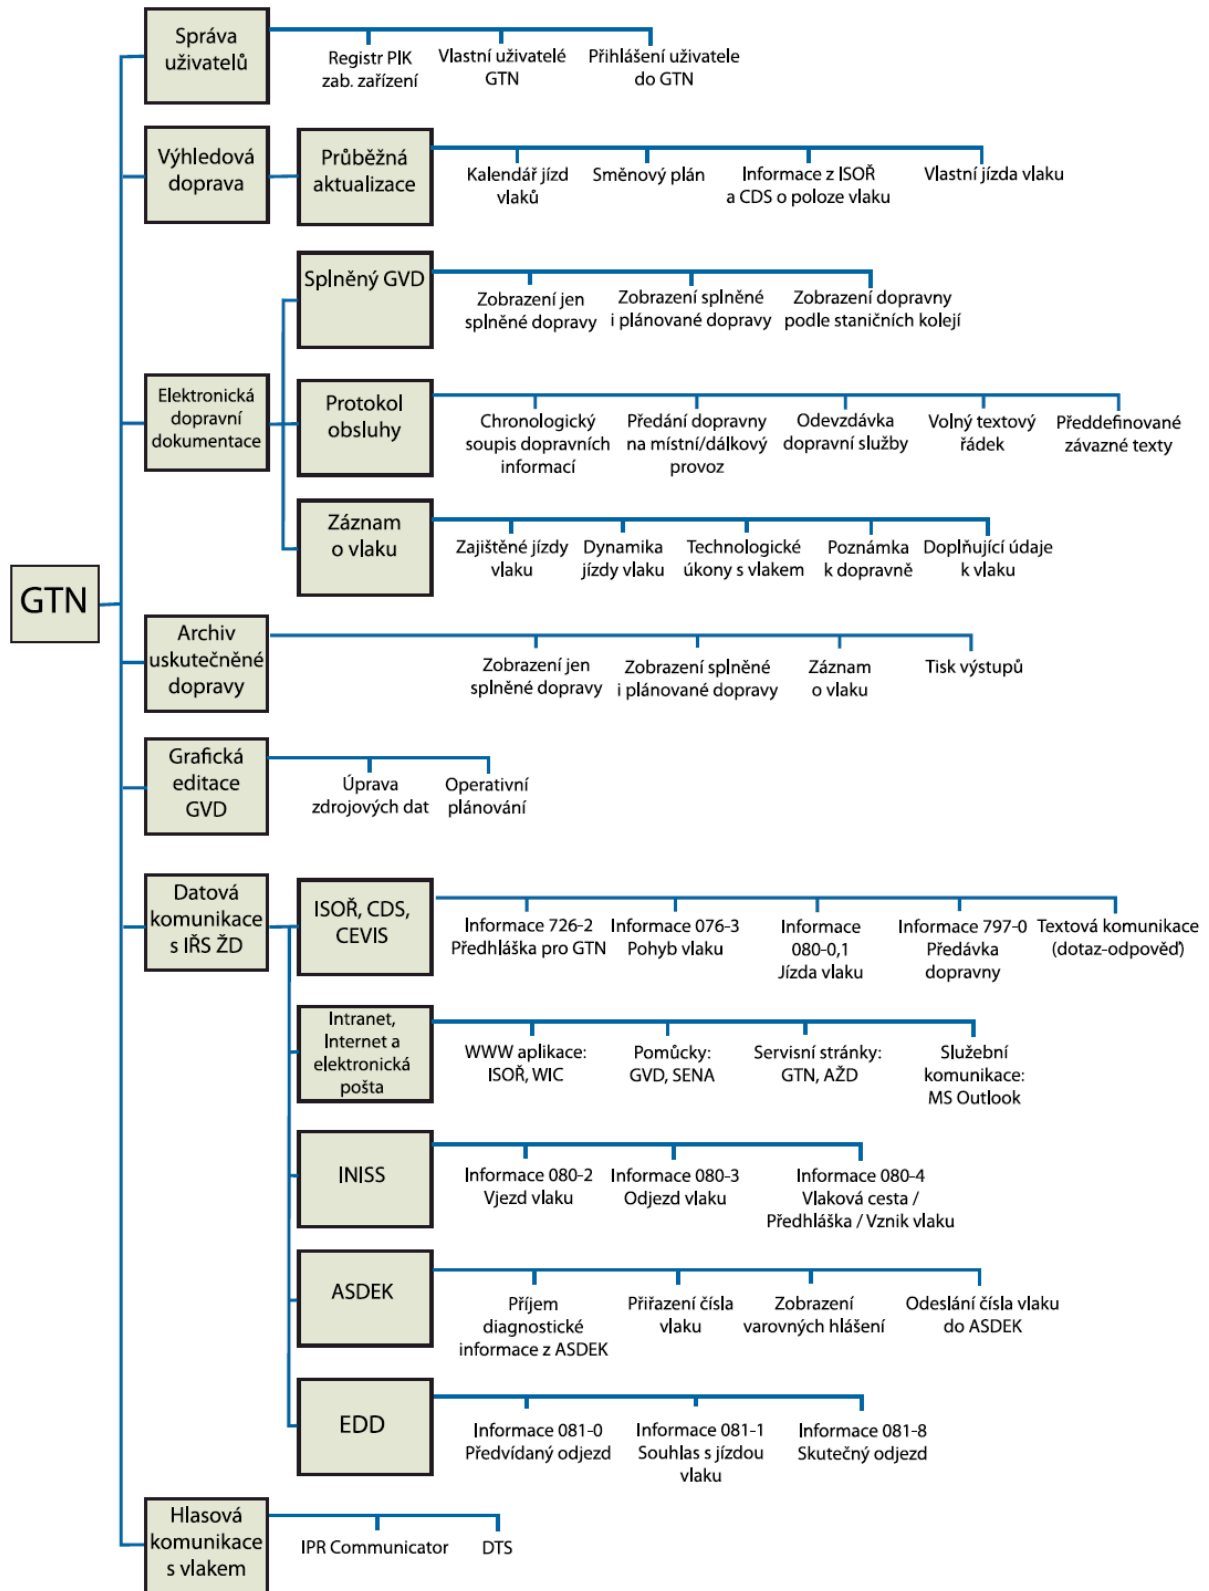 GTN
Správa
uživatelů
Registr PIK
zab. zařízení
Vlastní uživatelé
GTN
Přihlášení uživatele
do GTN
Výhledová
doprava
Průběžná
aktualizace
Kalendář jízd
vlaků
Směnový plán
Informace z ISOŘ
a CDS o poloze vlaku
Vlastní jízda vlaku
Elektronická
dopravní
dokumentace
Splněný GVD
Zobrazení jen
splněné dopravy
Zobrazení splněné
i plánované dopravy
Zobrazení dopravny
podle staničních kolejí
Protokol
obsluhy
Chronologický
soupis dopravních
informací
Předání dopravny
na místní/dálkový
provoz
Odevzdávka
dopravní služby
Volný textový
řádek
Předdefinované
závazné texty
Záznam
o vlaku
Zajištěné jízdy
vlaku
Dynamika
jízdy vlaku
Technologické
úkony s vlakem
Poznámka
k dopravně
Doplňující údaje
k vlaku
Archiv
uskutečněné
dopravy
Zobrazení jen
splněné dopravy
Zobrazení splněné
i plánované dopravy
Záznam
o vlaku
Tisk výstupů
Grafická
editace
GVD
Úprava
zdrojových dat
Operativní
plánování
Datová
komunikace
s IŘS ŽD
ISOŘ, CDS,
CEVIS
Informace 726-2
Předhláška pro GTN
Informace 076-3
Pohyb vlaku
Informace
080-0,1
Jízda vlaku
Informace 797-0
Předávka
dopravny
Textová komunikace
(dotaz-odpověď)
Intranet,
Internet a
elektronická
pošta
WWW aplikace:
ISOŘ, WIC
Pomůcky:
GVD, SENA
Servisní stránky:
GTN, AŽD
Služební
komunikace:
MS Outlook
INISS
Informace 080-2
Vjezd vlaku
Informace 080-3
Odjezd vlaku
Informace 080-4
Vlaková cesta /
Předhláška / Vznik vlaku
ASDEK
Příjem
diagnostické
informace z ASDEK
Přiřazení čísla
vlaku
Zobrazení
varovných hlášení
Odeslání čísla vlaku
do ASDEK
EDD
Informace 081-0
Předvídaný odjezd
Informace 081-1
Souhlas s jízdou
vlaku
Informace 081-8
Skutečný odjezd
Hlasová
komunikace
s vlakem
IPR Communicator
DTS